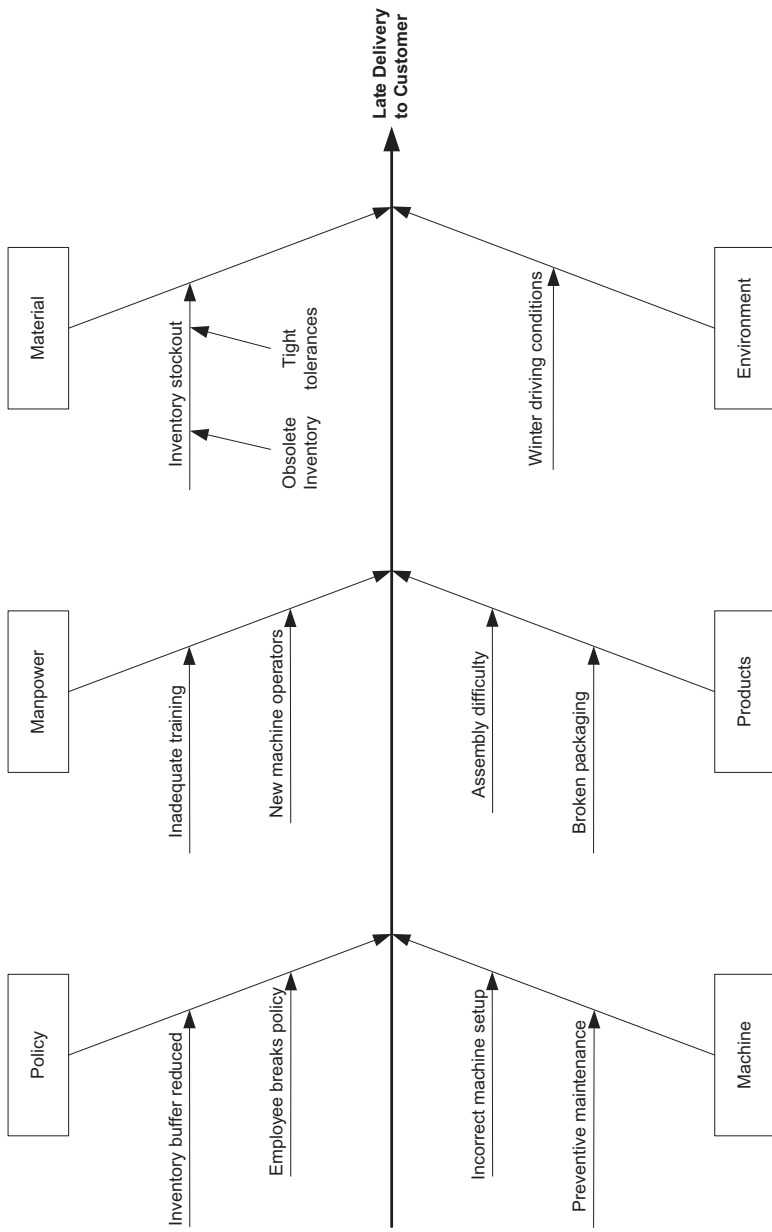 Policy
Manpower
Material
Inventory buffer reduced
Employee breaks policy
Inadequate training
New machine operators
Inventory stockout
Obsolete
Inventory
Tight
tolerances
Late Delivery
to Customer
Incorrect machine setup
Preventive maintenance
Assembly difficulty
Broken packaging
Winter driving conditions
Machine
Products
Environment